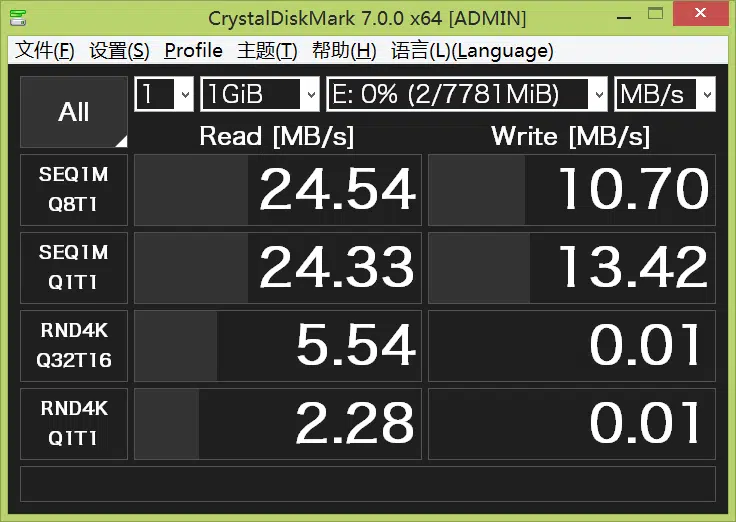 CrystalDiskMark 7.0.0 x64 [ADMIN]
文件(F) 设置(S) Profile 主题(T) 帮助(H) 语言(L)(Language)
All 1 1GiB E: 0% (2/7781MiB) MB/s
Read [MB/s] Write [MB/s]
SEQ1M
Q8T1
24.54 10.70
SEQ1M
Q1T1
24.33 13.42
RND4K
Q32T16
5.54 0.01
RND4K
Q1T1
2.28 0.01